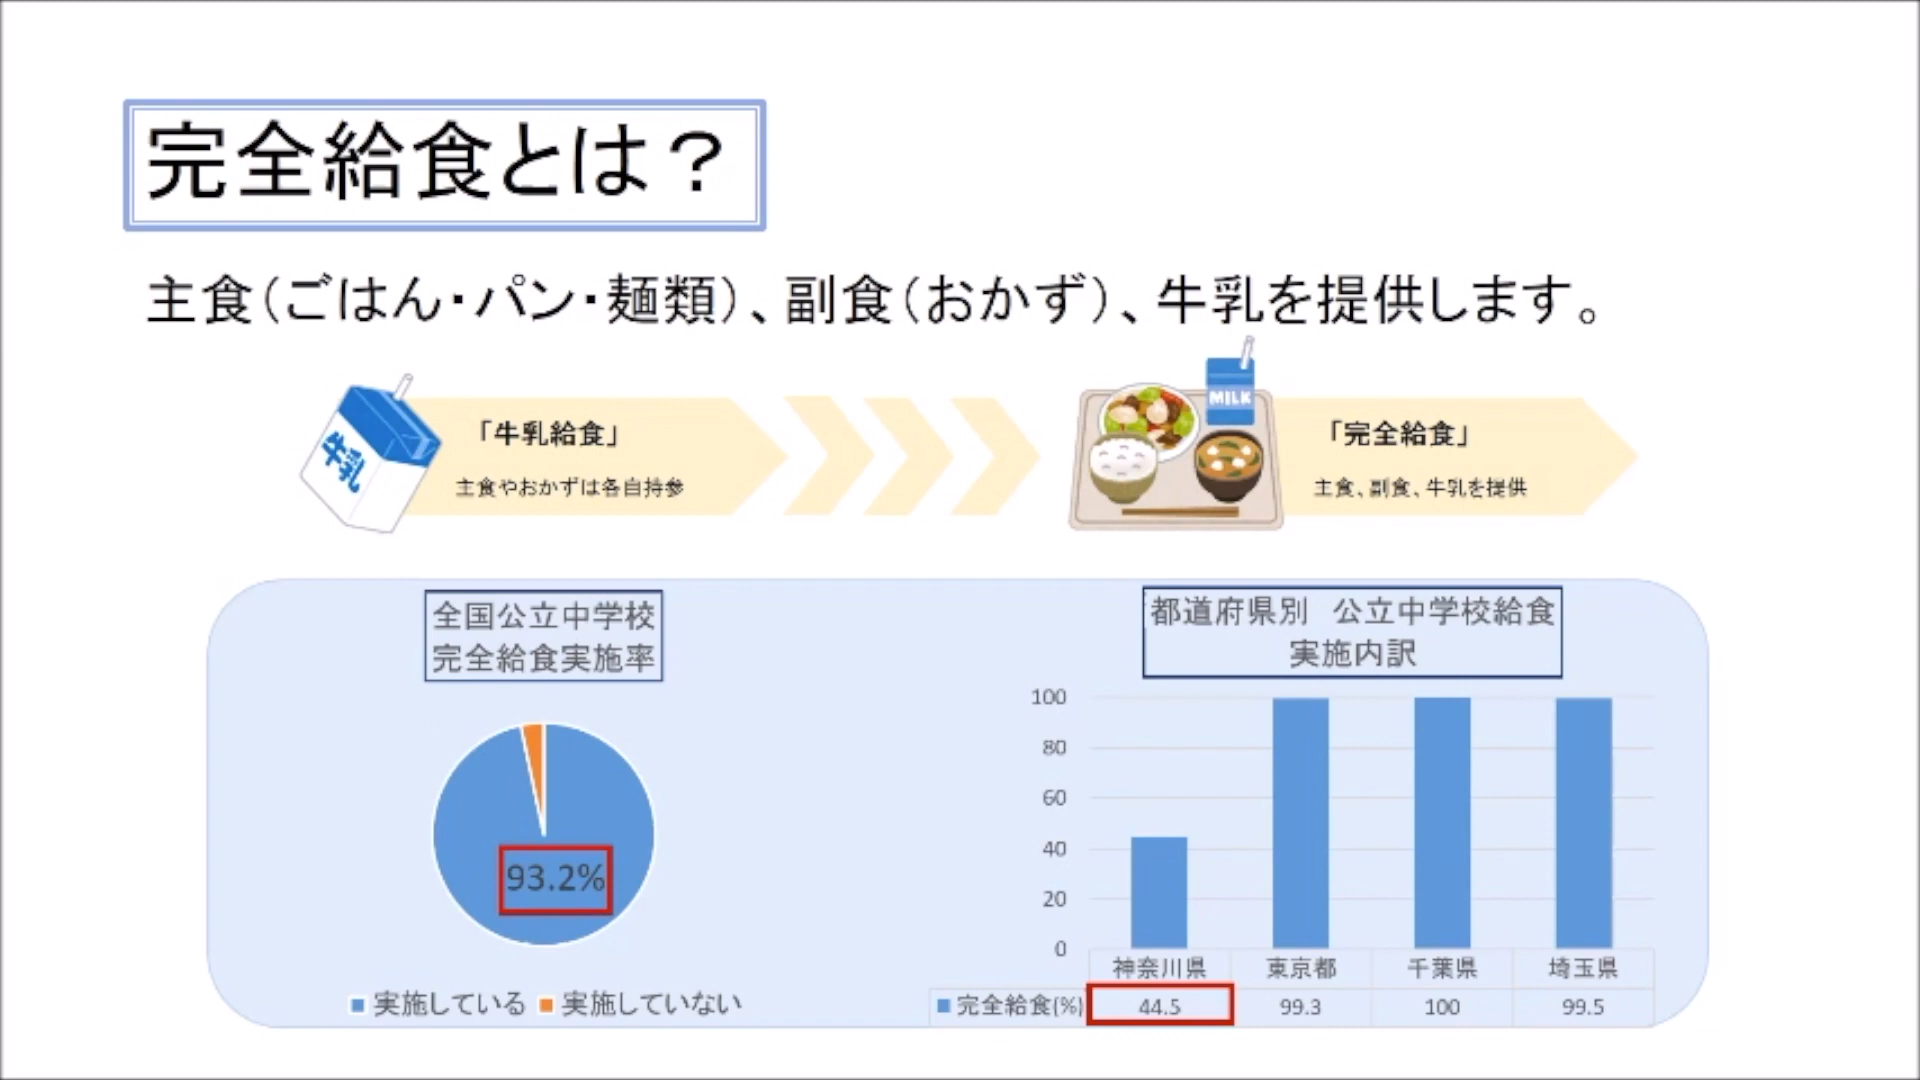 完全給食とは？
主食（ごはん・パン・麺類）、副食（おかず）、牛乳を提供します。
牛乳
「牛乳給食」
主食やおかずは各自持参
MILK
「完全給食」
主食、副食、牛乳を提供
全国公立中学校
完全給食実施率
93.2%
実施している 実施していない
都道府県別　公立中学校給食
実施内訳
100
80
60
40
20
0
神奈川県 東京都 千葉県 埼玉県
完全給食(%) 44.5 99.3 100 99.5